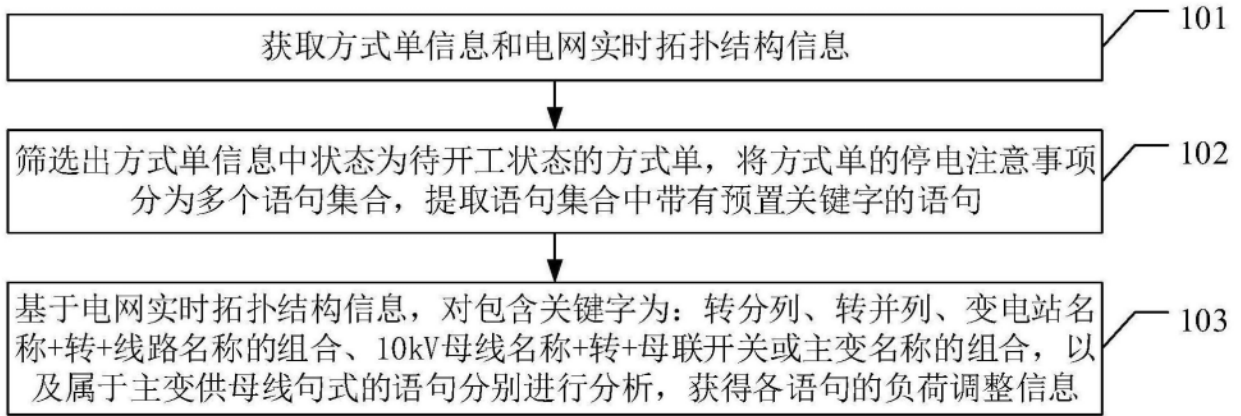 获取方式单信息和电网实时拓扑结构信息
101
筛选出方式单信息中状态为待开工状态的方式单，将方式单的停电注意事项
分为多个语句集合，提取语句集合中带有预置关键字的语句
102
基于电网实时拓扑结构信息，对包含关键字为：转分列、转并列、变电站名
称+转+线路名称的组合、10kV母线名称+转+母联开关或主变名称的组合，以
及属于主变供母线句式的语句分别进行分析，获得各语句的负荷调整信息
103